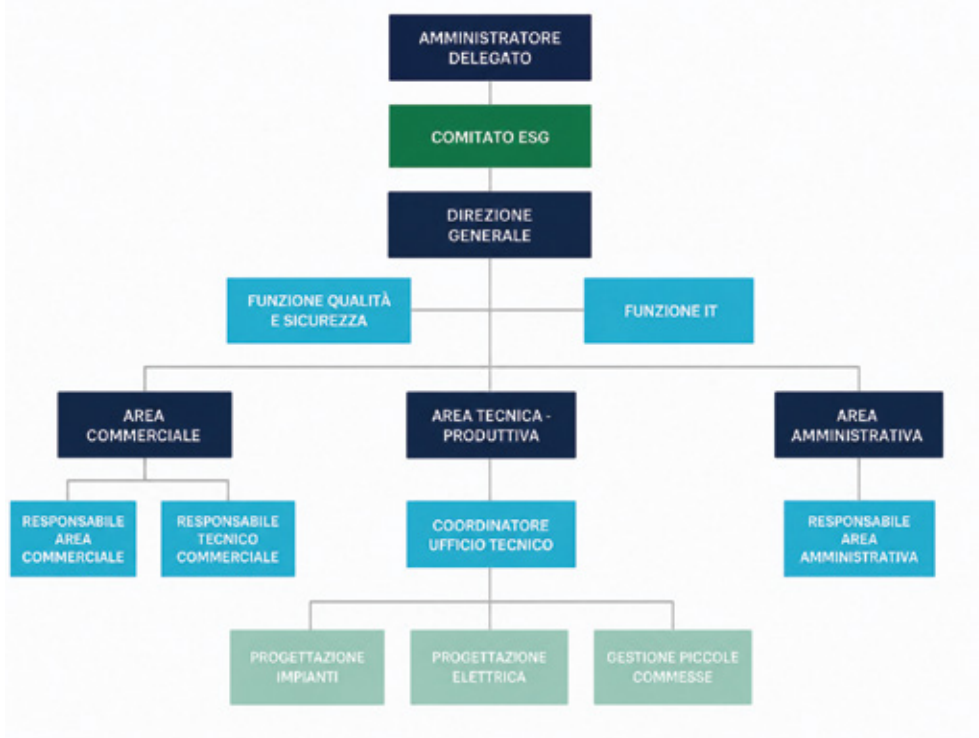 AMMINISTRATORE
DELEGATO
COMITATO ESG
DIREZIONE
GENERALE
FUNZIONE QUALITÀ
E SICUREZZA
FUNZIONE IT
AREA
COMMERCIALE
AREA TECNICA -
PRODUTTIVA
AREA
AMMINISTRATIVA
RESPONSABILE
AREA
COMMERCIALE
RESPONSABILE
TECNICO
COMMERCIALE
COORDINATORE
UFFICIO TECNICO
RESPONSABILE
AREA
AMMINISTRATIVA
PROGETTAZIONE
IMPIANTI
PROGETTAZIONE
ELETTRICA
GESTIONE PICCOLE
COMMESSE